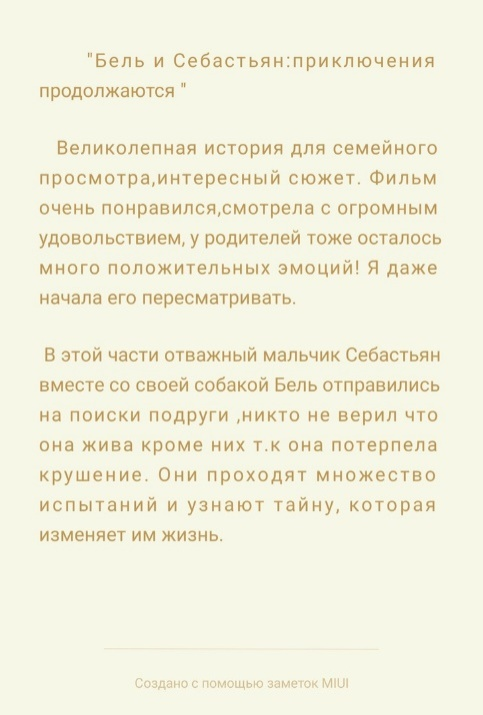 "Бель и Себастьян:приключения
продолжаются "
Великолепная история для семейного
просмотра,интересный сюжет. Фильм
очень понравился,смотрела с огромным
удовольствием, у родителей тоже осталось
много положительных эмоций! Я даже
начала его пересматривать.
В этой части отважный мальчик Себастьян
вместе со своей собакой Бель отправились
на поиски подруги ,никто не верил что
она жива кроме них т.к она потерпела
крушение. Они проходят множество
испытаний и узнают тайну, которая
изменяет им жизнь.
Создано с помощью заметок MIUI